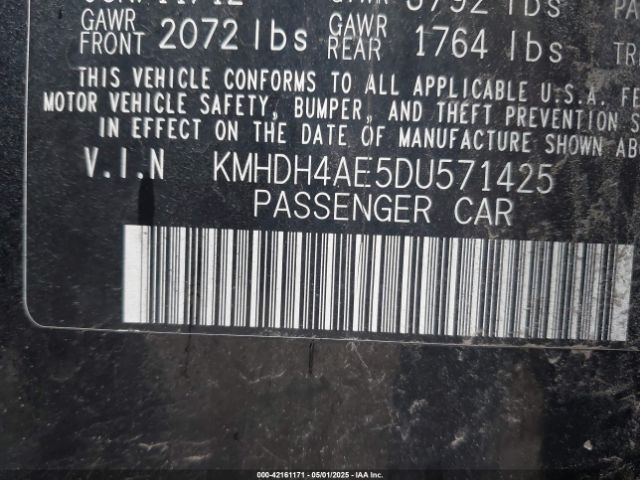 GAWR
FRONT 2072 lbs
GAWR
REAR 1764 lbs
THIS VEHICLE CONFORMS TO ALL APPLICABLE U.S.A. FE
MOTOR VEHICLE SAFETY, BUMPER, AND THEFT PREVENTION S
IN EFFECT ON THE DATE OF MANUFACTURE SHOWN ABO
V.I.N KMHDH4AE5DU571425
PASSENGER CAR
000-42161171 - 05/01/2025 - IAA Inc.